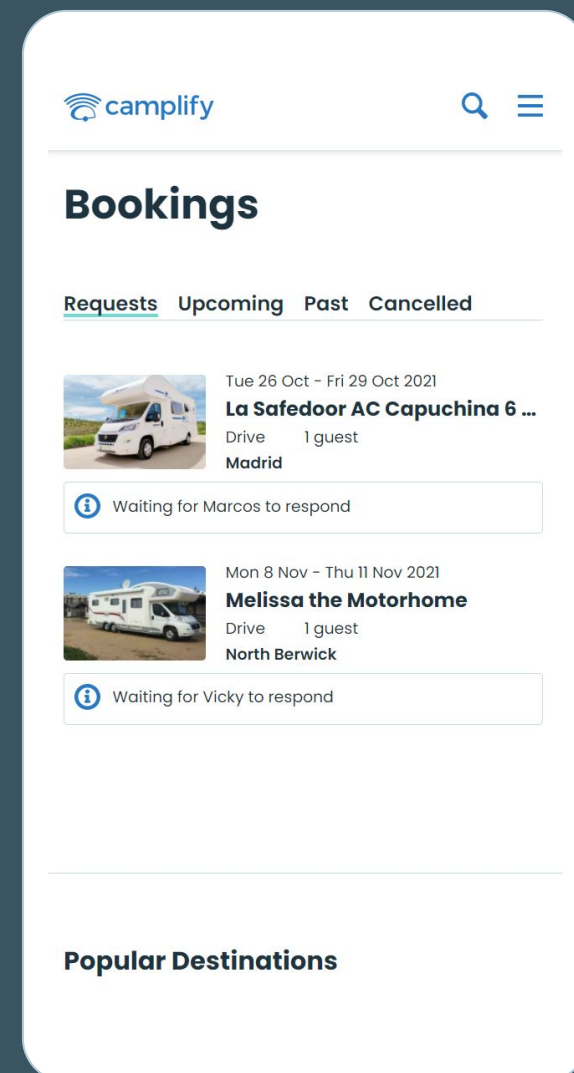 camplify
Bookings
Requests Upcoming Past Cancelled
Tue 26 Oct - Fri 29 Oct 2021
La Safedoor AC Capuchina 6 ...
Drive 1 guest
Madrid
Waiting for Marcos to respond
Mon 8 Nov - Thu 11 Nov 2021
Melissa the Motorhome
Drive 1 guest
North Berwick
Waiting for Vicky to respond
Popular Destinations